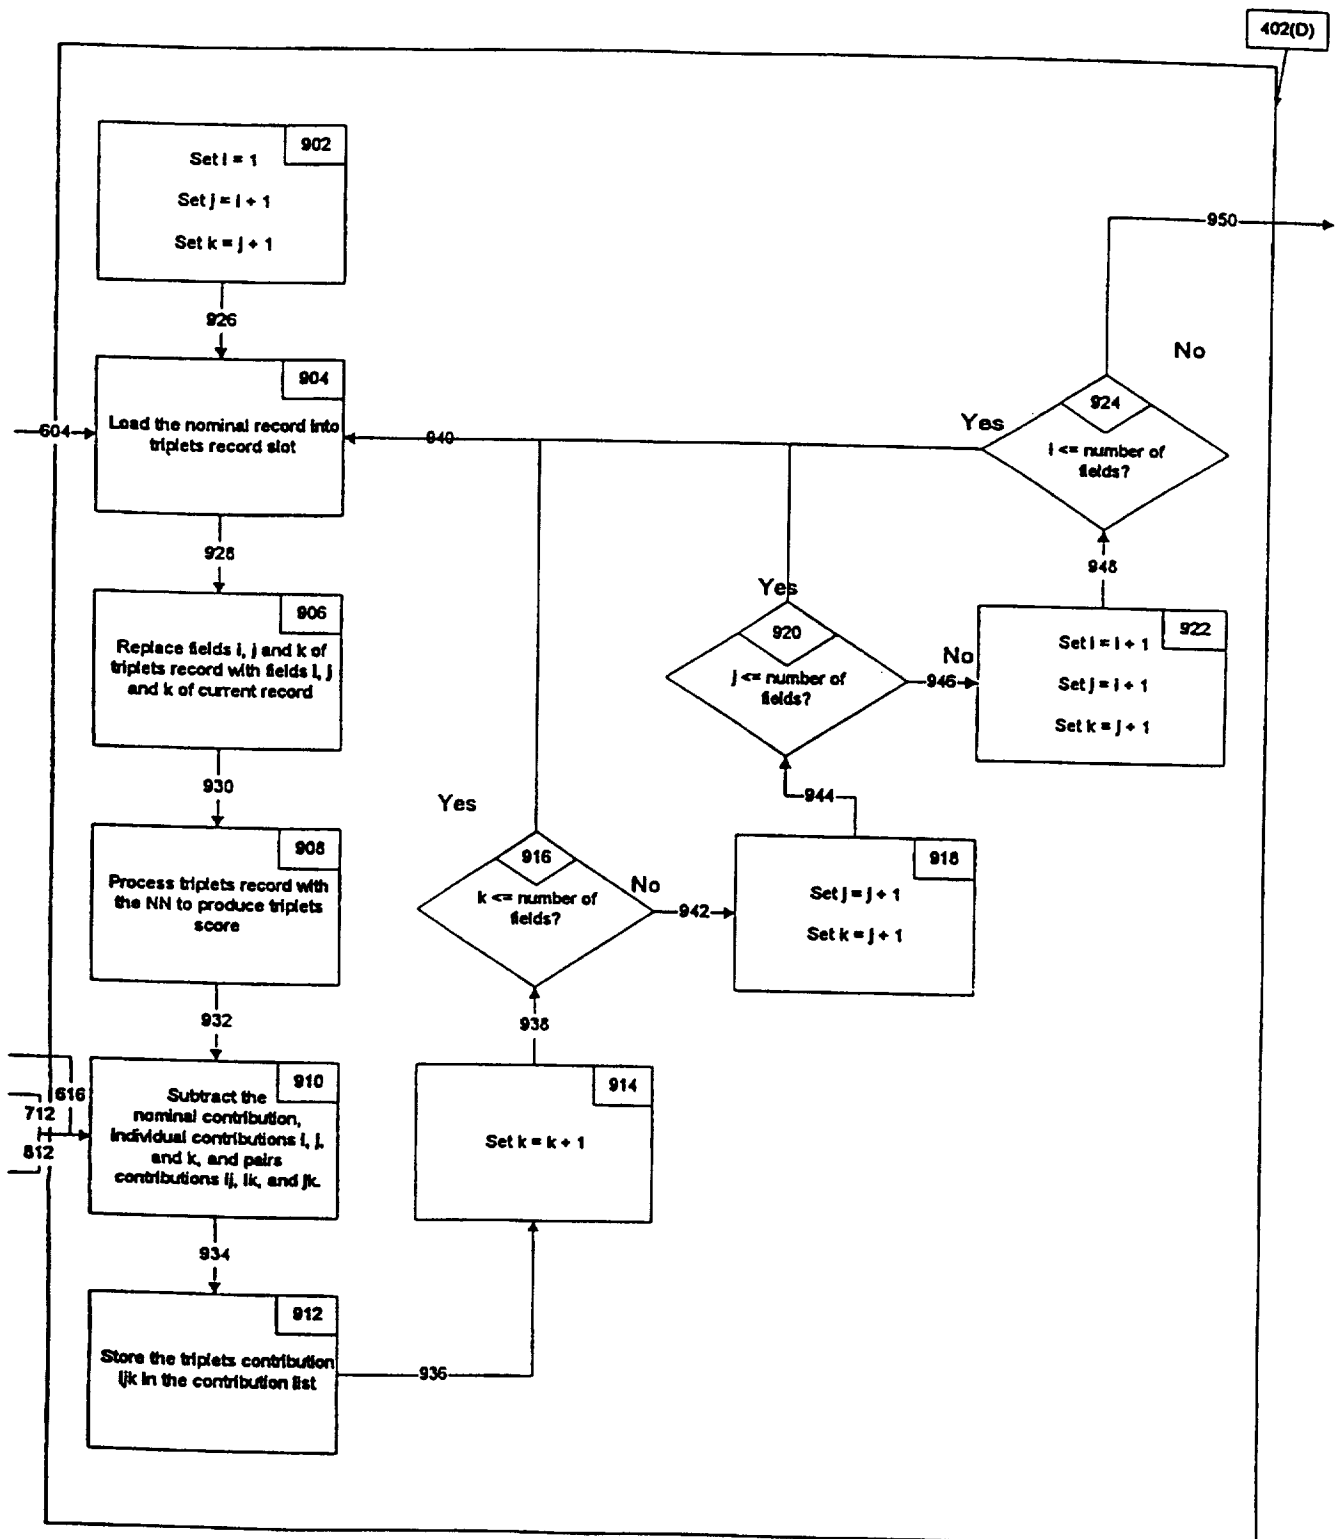 402(D)
902
Set i = 1
Set j = i + 1
Set k = j + 1
926
950
904
Load the nominal record into
triplets record slot
604
940
No
Yes
924
i <= number of
fields?
928
948
906
Replace fields i, j and k of
triplets record with fields i, j
and k of current record
Yes
920
j <= number of
fields?
No
946
922
Set i = i + 1
Set j = i + 1
Set k = j + 1
930
944
908
Process triplets record with
the NN to produce triplets
score
Yes
916
k <= number of
fields?
No
942
918
Set j = j + 1
Set k = j + 1
932
938
616
712
812
910
Subtract the
nominal contribution,
individual contributions i, j,
and k, and pairs
contributions ij, ik, and jk.
914
Set k = k + 1
934
912
Store the triplets contribution
ijk in the contribution list
936